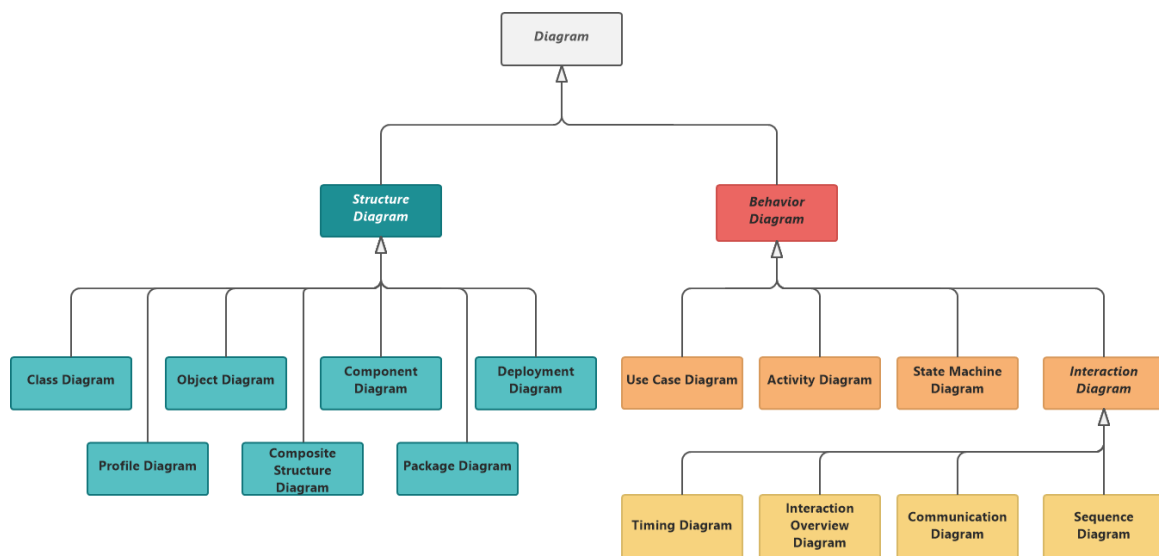 Diagram
Structure
Diagram
Behavior
Diagram
Class Diagram
Object Diagram
Component
Diagram
Deployment
Diagram
Use Case Diagram
Activity Diagram
State Machine
Diagram
Interaction
Diagram
Profile Diagram
Composite
Structure
Diagram
Package Diagram
Timing Diagram
Interaction
Overview
Diagram
Communication
Diagram
Sequence
Diagram